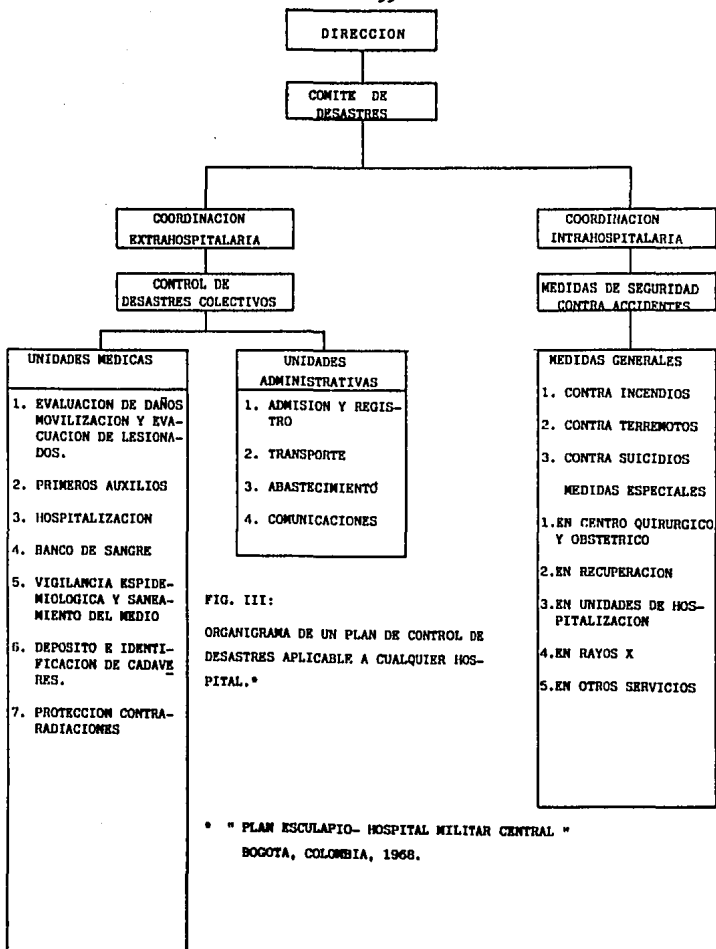 DIRECCION
COMITE DE
DESASTRES
COORDINACION
EXTRAHOSPITALARIA
COORDINACION
INTRAHOSPITALARIA
CONTROL DE
DESASTRES COLECTIVOS
MEDIDAS DE SEGURIDAD
CONTRA ACCIDENTES
UNIDADES MEDICAS
1. EVALUACION DE DAÑOS
MOVILIZACION Y EVA-
CUACION DE LESIONA-
DOS.
2. PRIMEROS AUXILIOS
3. HOSPITALIZACION
4. BANCO DE SANGRE
5. VIGILANCIA ESPIDE-
MIOLOGICA Y SANEA-
MIENTO DEL MEDIO
6. DEPOSITO E IDENTI-
FICACION DE CADAVE
RES.
7. PROTECCION CONTRA-
RADIACIONES
UNIDADES
ADMINISTRATIVAS
1. ADMISION Y REGIS-
TRO
2. TRANSPORTE
3. ABASTECIMIENTO
4. COMUNICACIONES
MEDIDAS GENERALES
1. CONTRA INCENDIOS
2. CONTRA TERREMOTOS
3. CONTRA SUICIDIOS
MEDIDAS ESPECIALES
1.EN CENTRO QUIRURGICO
Y OBSTETRICO
2.EN RECUPERACION
3.EN UNIDADES DE HOS-
PITALIZACION
4.EN RAYOS X
5.EN OTROS SERVICIOS
FIG. III:
ORGANIGRAMA DE UN PLAN DE CONTROL DE
DESASTRES APLICABLE A CUALQUIER HOS-
PITAL.*
* " PLAN ESCULAPIO- HOSPITAL MILITAR CENTRAL "
BOGOTA, COLOMBIA, 1968.